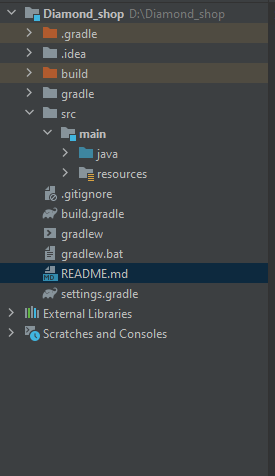 Diamond_shop D:\Diamond_shop
.gradle
.idea
build
gradle
src
main
java
resources
.gitignore
build.gradle
gradlew
gradlew.bat
MD README.md
settings.gradle
External Libraries
Scratches and Consoles